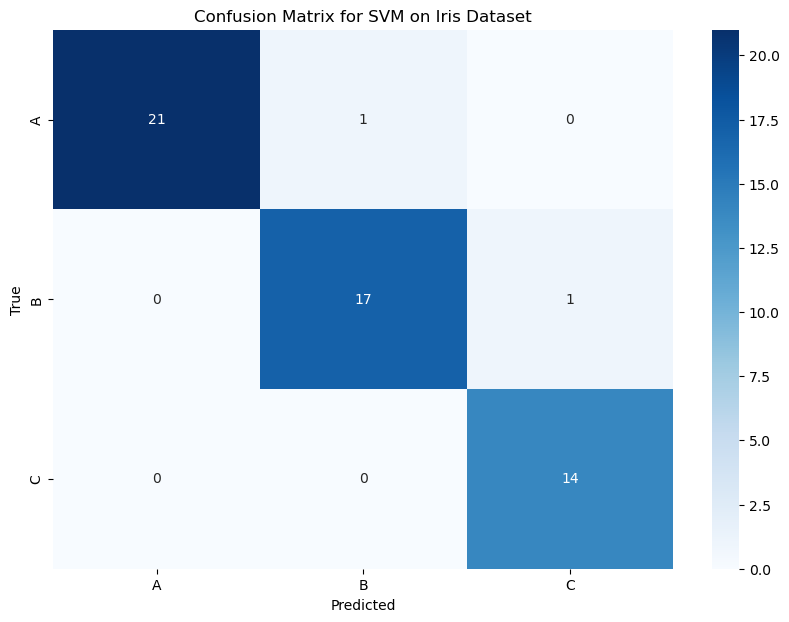 Confusion Matrix for SVM on Iris Dataset
True
A
21 1 0
B
0 17 1
C
0 0 14
A B C
Predicted
20.0
17.5
15.0
12.5
10.0
7.5
5.0
2.5
0.0